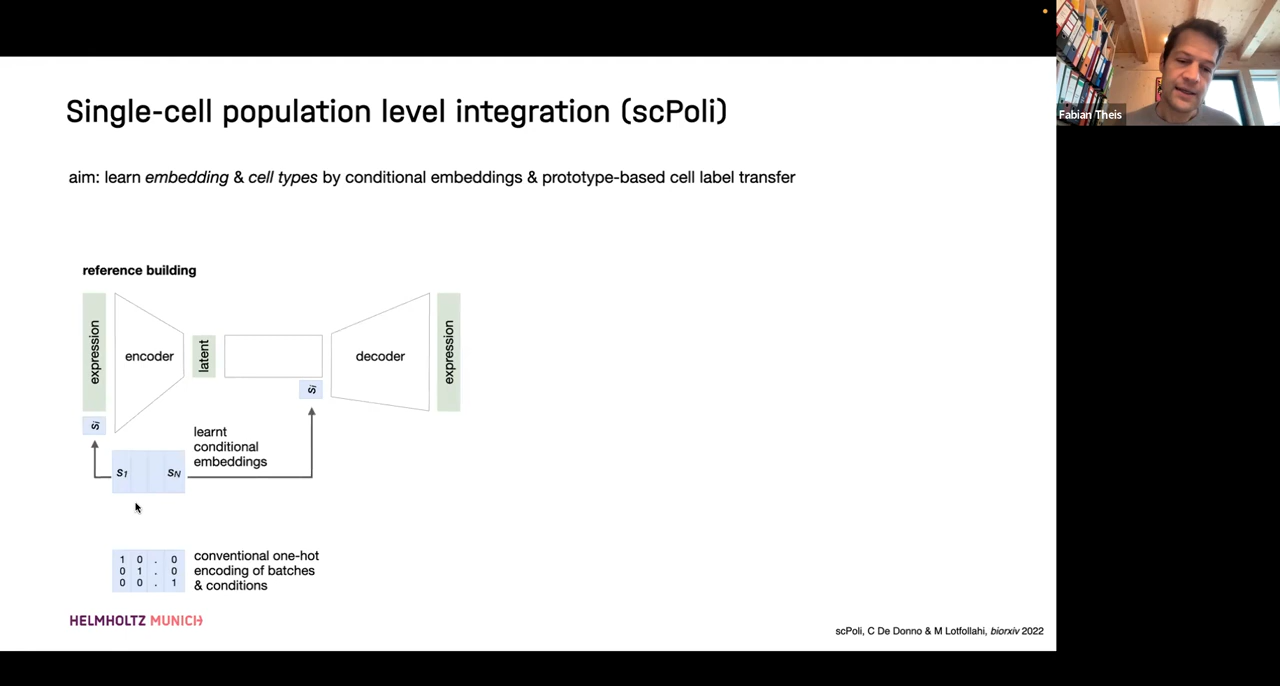 Single-cell population level integration (scPoli)
Fabian Theis
aim: learn embedding & cell types by conditional embeddings & prototype-based cell label transfer
reference building
expression
encoder
latent
decoder
expression
si
si
learnt
conditional
embeddings
s1 sN
1 0 . 0
0 1 . 0
0 0 . 1
conventional one-hot
encoding of batches
& conditions
HELMHOLTZ MUNICH
scPoli, C De Donno & M Lotfollahi, biorxiv 2022